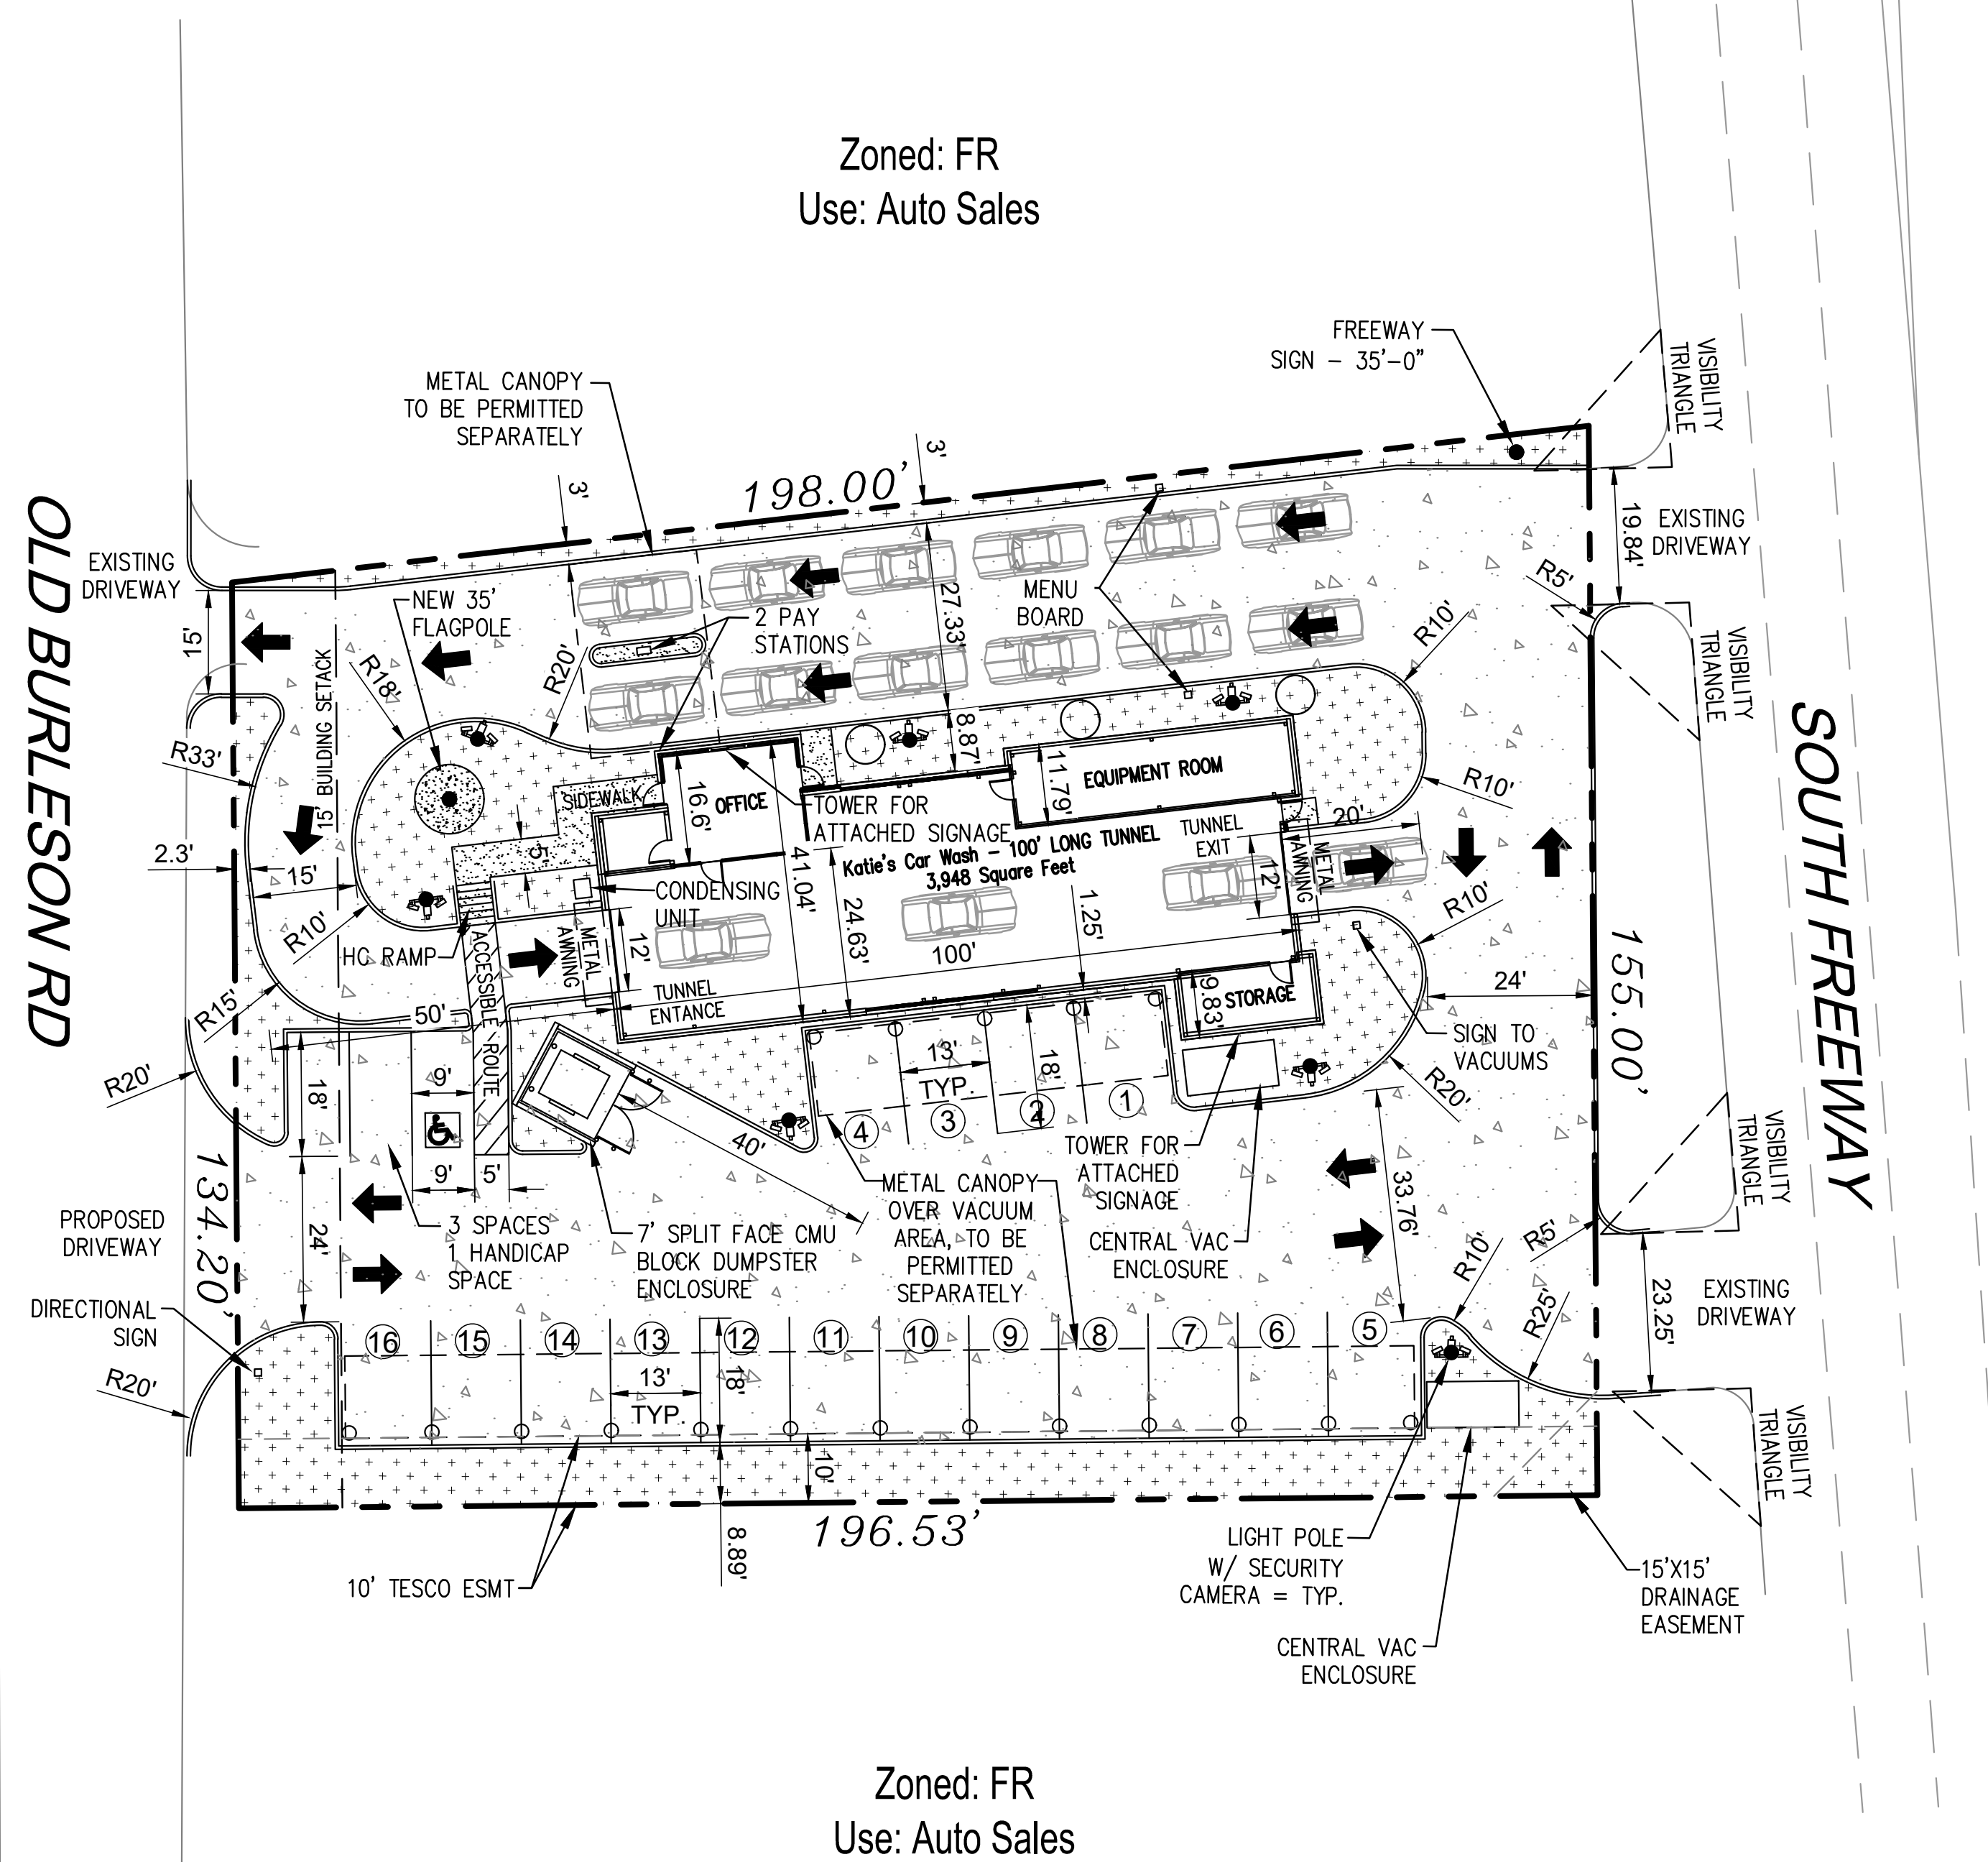 Zoned: FR
Use: Auto Sales
FREEWAY
SIGN - 35'-0"
VISIBILITY
TRIANGLE
METAL CANOPY
TO BE PERMITTED
SEPARATELY
3'
3'
198.00'
19.84'
EXISTING
DRIVEWAY
EXISTING
DRIVEWAY
OLD BURLESON RD
15'
NEW 35'
FLAGPOLE
2 PAY
STATIONS
27.33'
MENU
BOARD
R5'
R10'
VISIBILITY
TRIANGLE
15' BUILDING SETACK
R18'
R20'
R33'
8.87'
SOUTH FREEWAY
SIDEWALK
16.6'
OFFICE
11.79'
EQUIPMENT ROOM
R10'
TOWER FOR
ATTACHED SIGNAGE
20'
TUNNEL
EXIT
METAL
AWNING
12'
2.3'
15'
5'
41.04'
Katie's Car Wash - 100' LONG TUNNEL
3,948 Square Feet
CONDENSING
UNIT
24.63'
1.25'
R10'
R10'
HC RAMP
ACCESSIBLE ROUTE
METAL
AWNING
12'
100'
155.00'
R15'
50'
TUNNEL
ENTANCE
9.83'
STORAGE
24'
SIGN TO
VACUUMS
R20'
18'
9'
13'
TYP.
18'
R20'
4
3
2
1
40'
9'
5'
TOWER FOR
ATTACHED
SIGNAGE
VISIBILITY
TRIANGLE
134.20'
PROPOSED
DRIVEWAY
24'
3 SPACES
1 HANDICAP
SPACE
7' SPLIT FACE CMU
BLOCK DUMPSTER
ENCLOSURE
METAL CANOPY
OVER VACUUM
AREA, TO BE
PERMITTED
SEPARATELY
CENTRAL VAC
ENCLOSURE
33.76'
R5'
R10'
R25'
23.25'
EXISTING
DRIVEWAY
DIRECTIONAL
SIGN
R20'
16
15
14
13
12
11
10
9
8
7
6
5
13'
TYP.
18'
10'
VISIBILITY
TRIANGLE
8.89'
196.53'
10' TESCO ESMT
LIGHT POLE
W/ SECURITY
CAMERA = TYP.
15'X15'
DRAINAGE
EASEMENT
CENTRAL VAC
ENCLOSURE
Zoned: FR
Use: Auto Sales